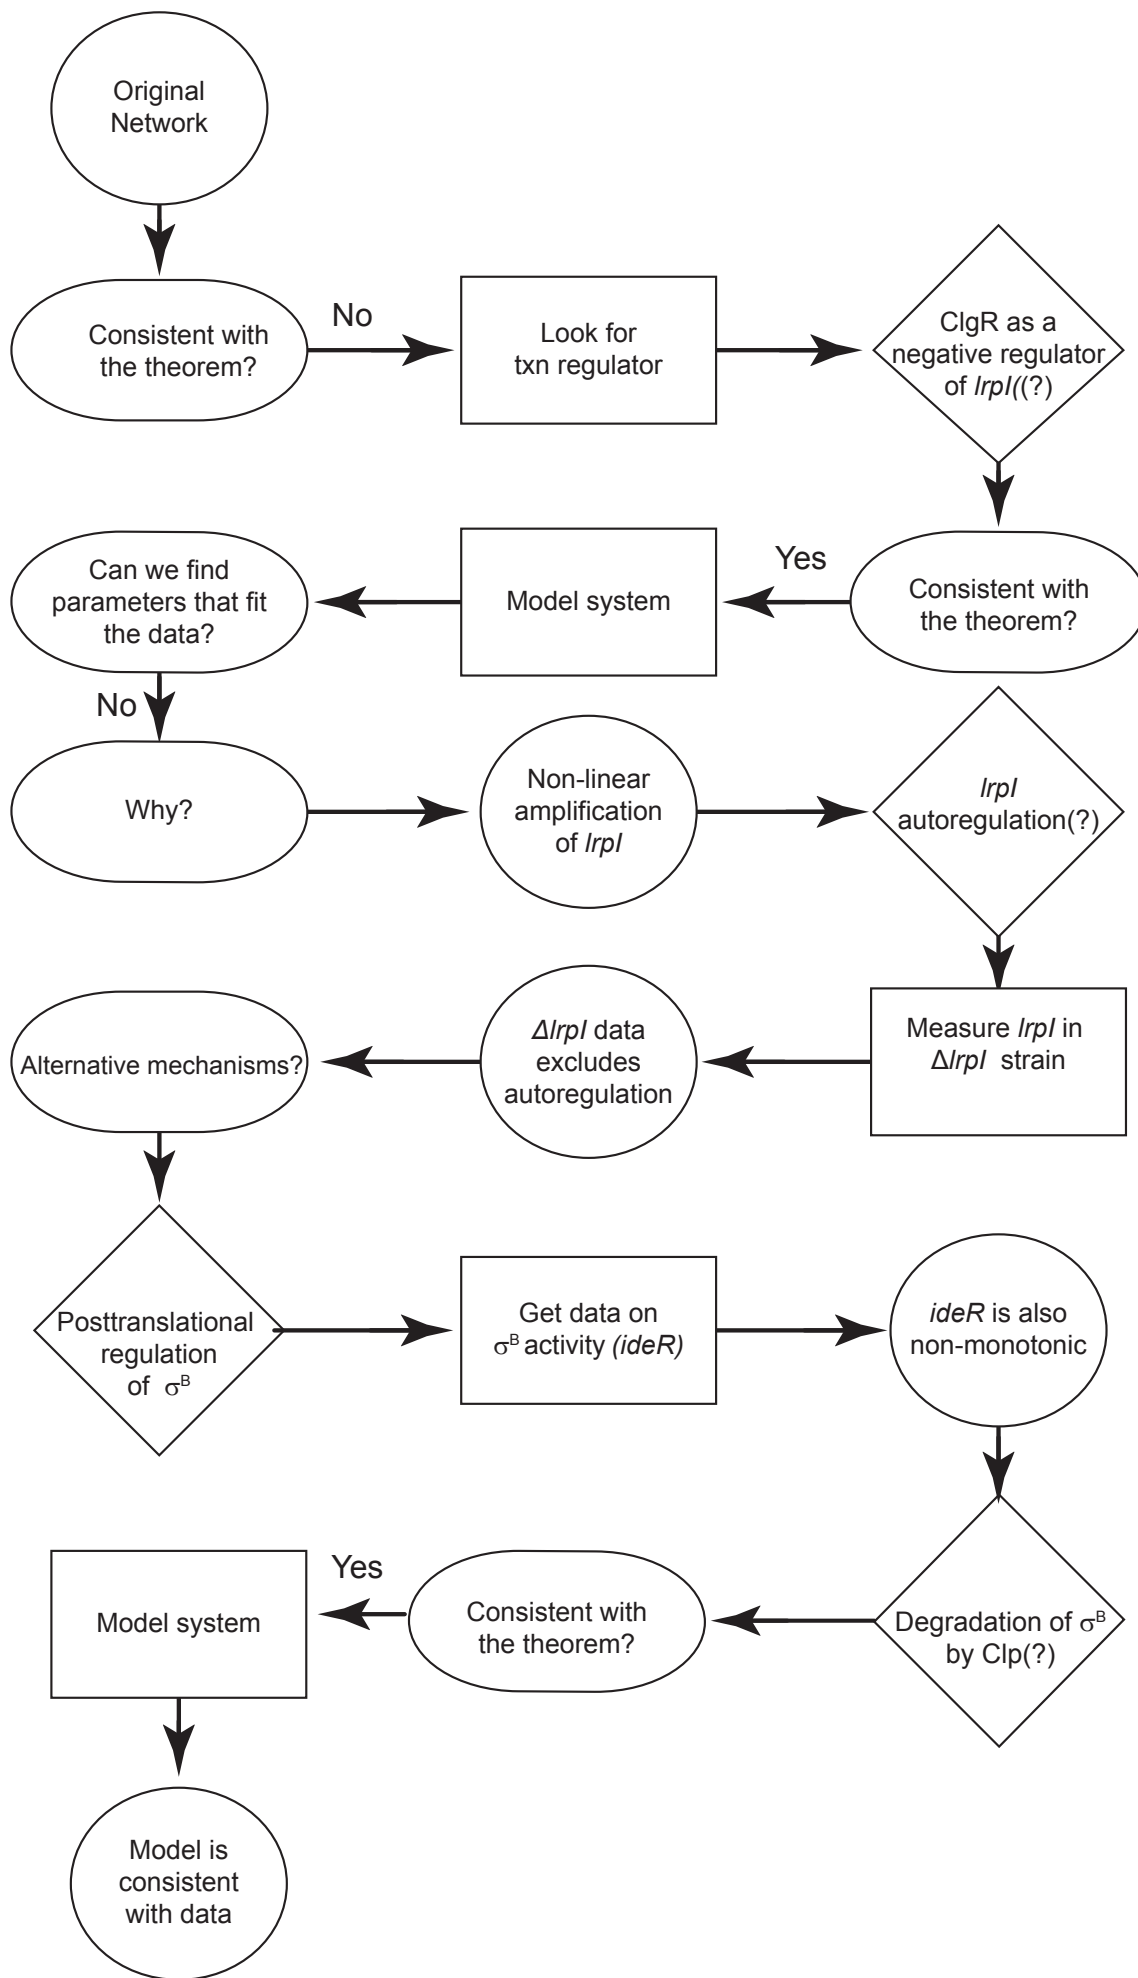 Original
Network
Consistent with
the theorem?
No
Look for
txn regulator
ClgR as a
negative regulator
of lrpI((?)
Consistent with
the theorem?
Yes
Model system
Can we find
parameters that fit
the data?
No
Why?
Non-linear
amplification
of lrpI
lrpI
autoregulation(?)
Measure lrpI in
ΔlrpI strain
ΔlrpI data
excludes
autoregulation
Alternative mechanisms?
Posttranslational
regulation
of σᴮ
Get data on
σᴮ activity (ideR)
ideR is also
non-monotonic
Degradation of σᴮ
by Clp(?)
Consistent with
the theorem?
Yes
Model system
Model is
consistent
with data